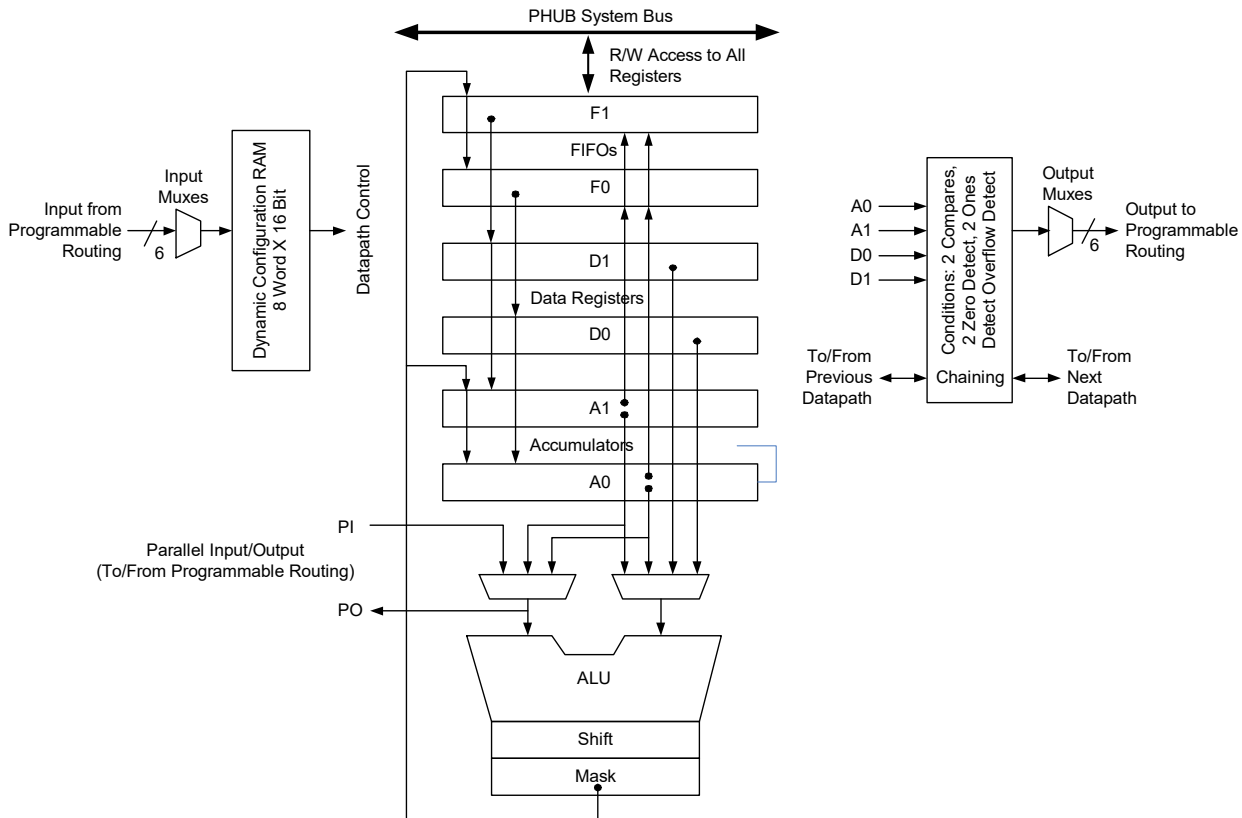 PHUB System Bus
R/W Access to All
Registers
F1
FIFOs
F0
D1
Data Registers
D0
A1
Accumulators
A0
Input from
Programmable
Routing
6
Input
Muxes
Dynamic Configuration RAM
8 Word X 16 Bit
Datapath Control
PI
Parallel Input/Output
(To/From Programmable Routing)
PO
ALU
Shift
Mask
A0
A1
D0
D1
Conditions: 2 Compares,
2 Zero Detect, 2 Ones
Detect Overflow Detect
Output
Muxes
6
Output to
Programmable
Routing
To/From
Previous
Datapath
Chaining
To/From
Next
Datapath